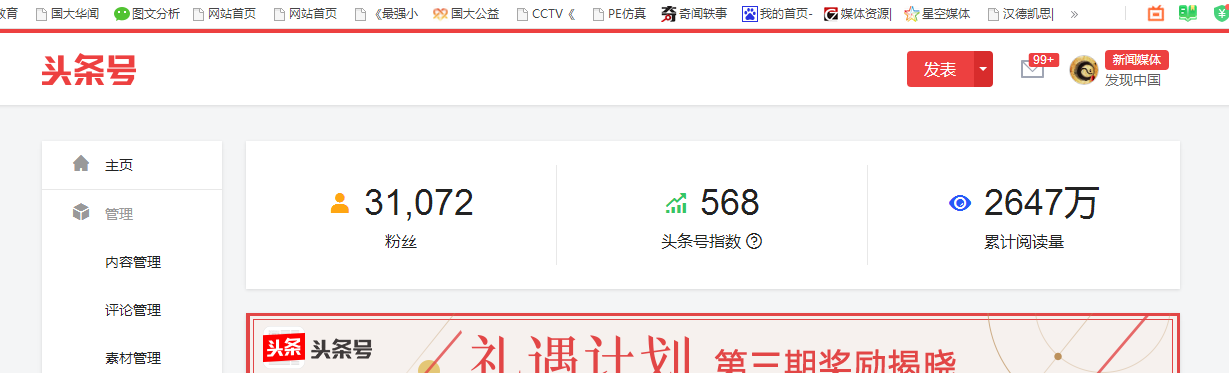 教育 国大华闻 图文分析 网站首页 网站首页 《最强小 国大公益 CCTV《 PE仿真 奇闻轶事 我的首页- 媒体资源| 星空媒体 汉德凯思| »
头条号 发表 99+ 新闻媒体
发现中国
主页
管理
内容管理
评论管理
素材管理
31,072 568 2647万
粉丝 头条号指数 累计阅读量
头条 头条号 礼遇计划 第三期奖励揭晓